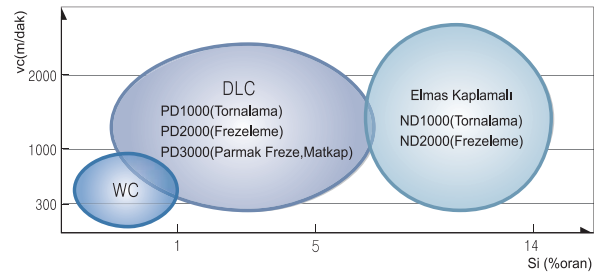 vc(m/dak)
2000
1000
300
DLC
PD1000(Tornalama)
PD2000(Frezeleme)
PD3000(Parmak Freze,Matkap)
WC
Elmas Kaplamalı
ND1000(Tornalama)
ND2000(Frezeleme)
1
5
14
Si (%oran)